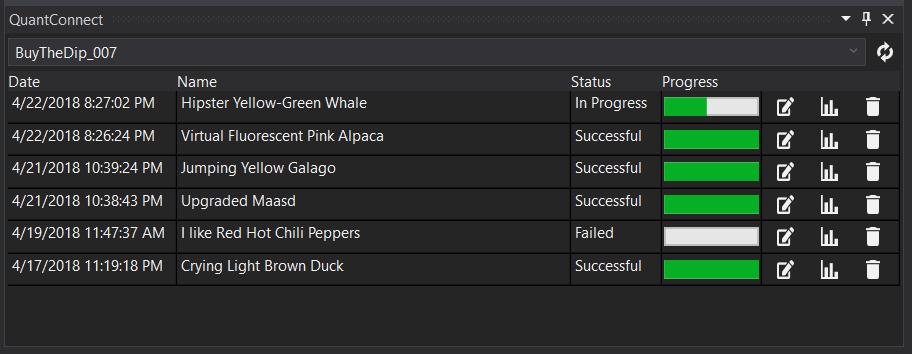 QuantConnect
BuyTheDip_007
Date Name Status Progress
4/22/2018 8:27:02 PM Hipster Yellow-Green Whale In Progress
4/22/2018 8:26:24 PM Virtual Fluorescent Pink Alpaca Successful
4/21/2018 10:39:24 PM Jumping Yellow Galago Successful
4/21/2018 10:38:43 PM Upgraded Maasd Successful
4/19/2018 11:47:37 AM I like Red Hot Chili Peppers Failed
4/17/2018 11:19:18 PM Crying Light Brown Duck Successful